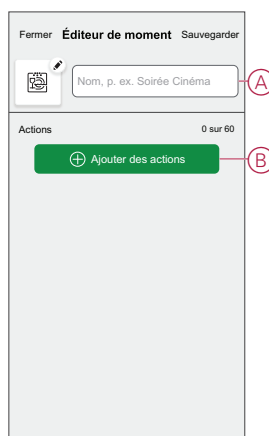 Fermer Éditeur de moment Sauvegarder
Nom, p. ex. Soirée Cinéma
A
Actions 0 sur 60
Ajouter des actions
B